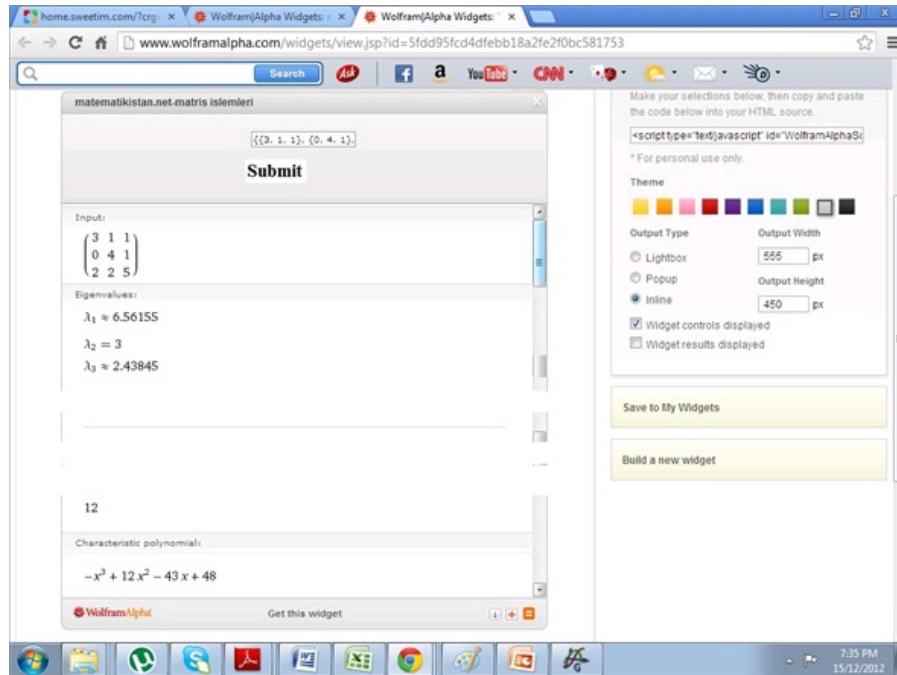 home.sweetim.com/?crg
Wolfram|Alpha Widgets:
Wolfram|Alpha Widgets: "
www.wolframalpha.com/widgets/view.jsp?id=5fdd95fcd4dfebb18a2fe2f0bc581753
Search
Ask
a
YouTube
CNN
matematikistan.net-matris islemleri
{{3, 1, 1}, {0, 4, 1},
Submit
Input:
3 1 1
0 4 1
2 2 5
Eigenvalues:
λ₁ ≈ 6.56155
λ₂ = 3
λ₃ ≈ 2.43845
12
Characteristic polynomial:
-x³ + 12 x² - 43 x + 48
WolframAlpha
Get this widget
Make your selections below, then copy and paste
the code below into your HTML source.
<script type="text/javascript" id="WolframAlphaSc
* For personal use only.
Theme
Output Type
Output Width
Lightbox
555 px
Popup
Output Height
Inline
450 px
Widget controls displayed
Widget results displayed
Save to My Widgets
Build a new widget
7:35 PM
15/12/2012